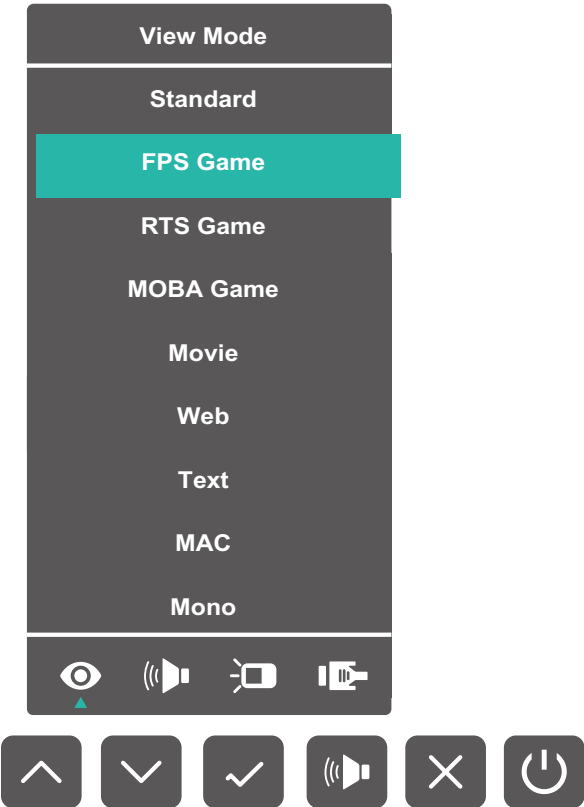 View Mode
Standard
FPS Game
RTS Game
MOBA Game
Movie
Web
Text
MAC
Mono